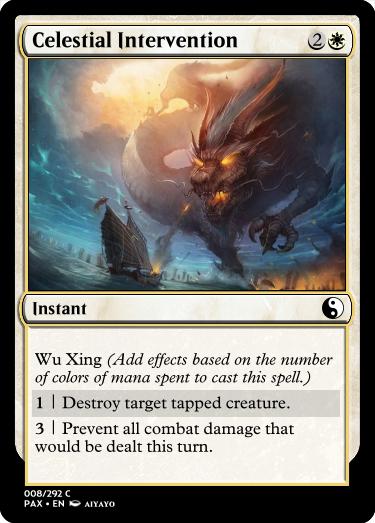 Celestial Intervention 2
Instant
Wu Xing (Add effects based on the number
of colors of mana spent to cast this spell.)
1 | Destroy target tapped creature.
3 | Prevent all combat damage that
would be dealt this turn.
008/292 C
PAX • EN AIYAYO